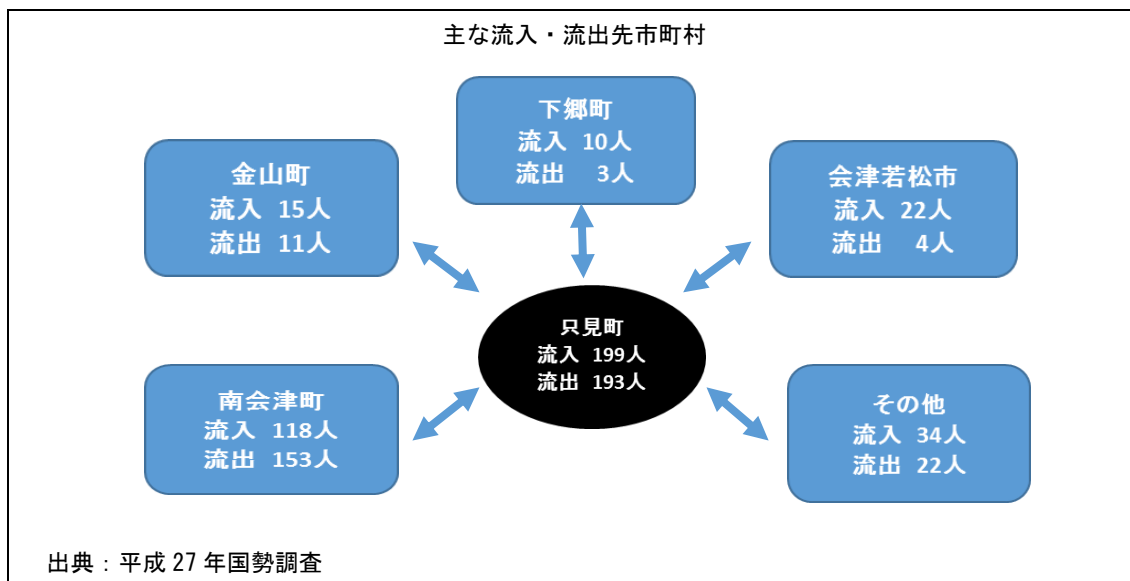 主な流入・流出先市町村
下郷町
流入 10人
流出 3人
金山町
流入 15人
流出 11人
会津若松市
流入 22人
流出 4人
只見町
流入 199人
流出 193人
南会津町
流入 118人
流出 153人
その他
流入 34人
流出 22人
出典：平成27年国勢調査